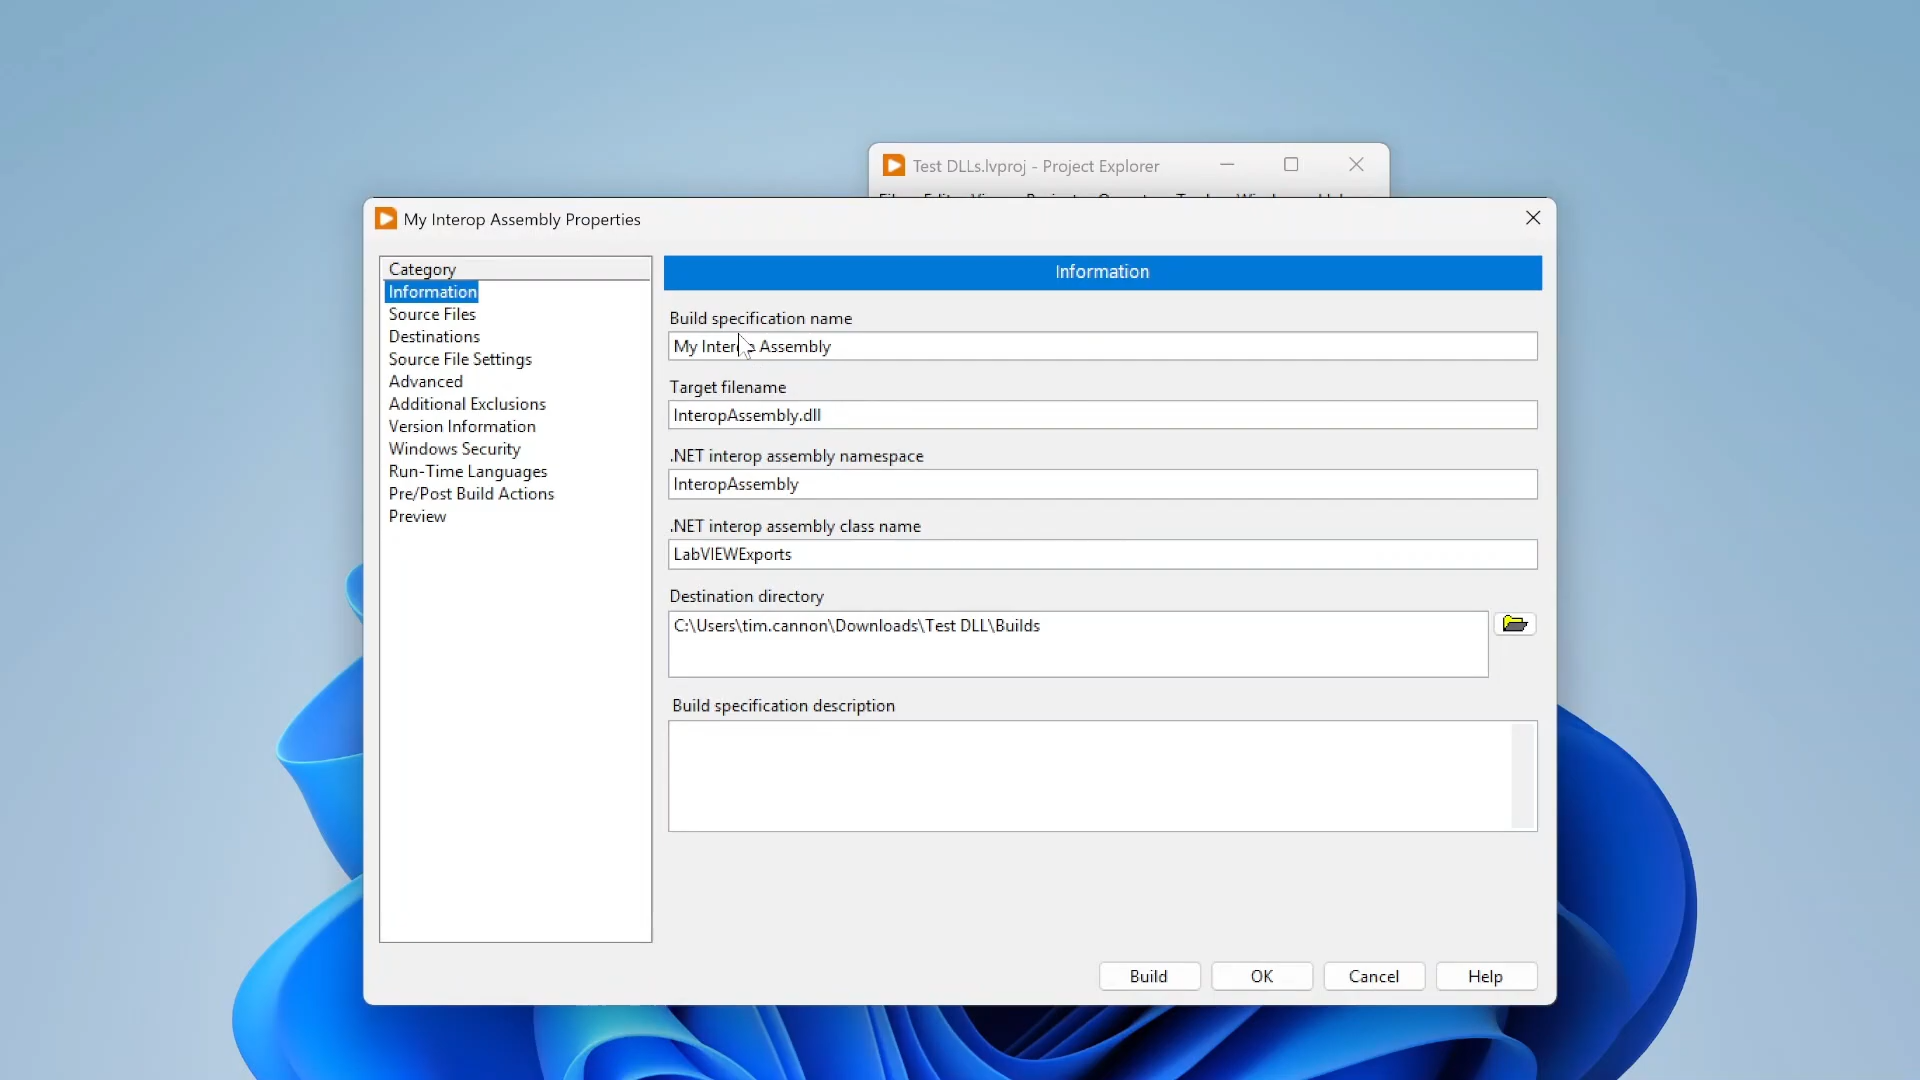 Test DLLs.lvproj - Project Explorer
My Interop Assembly Properties
Category
Information
Source Files
Destinations
Source File Settings
Advanced
Additional Exclusions
Version Information
Windows Security
Run-Time Languages
Pre/Post Build Actions
Preview
Information
Build specification name
My Interop Assembly
Target filename
InteropAssembly.dll
.NET interop assembly namespace
InteropAssembly
.NET interop assembly class name
LabVIEWExports
Destination directory
C:\Users\tim.cannon\Downloads\Test DLL\Builds
Build specification description
Build
OK
Cancel
Help